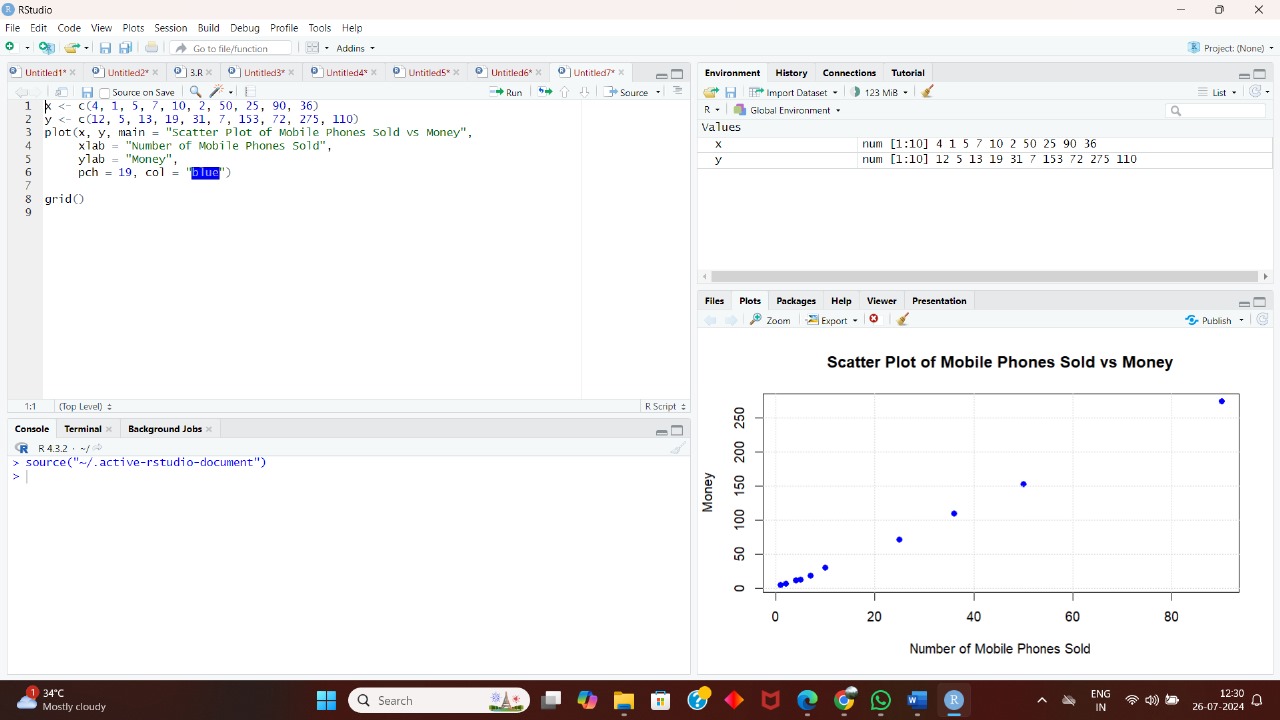 RStudio
File Edit Code View Plots Session Build Debug Profile Tools Help
Go to file/function Addins Project: (None)
Untitled1* Untitled2* 3.R Untitled3* Untitled4* Untitled5* Untitled6* Untitled7*
Source on Save Run Source
1 x <- c(4, 1, 5, 7, 10, 2, 50, 25, 90, 36)
2 y <- c(12, 5, 13, 19, 31, 7, 153, 72, 275, 110)
3 plot(x, y, main = "Scatter Plot of Mobile Phones Sold vs Money",
4 xlab = "Number of Mobile Phones Sold",
5 ylab = "Money",
6 pch = 19, col = "blue")
7
8 grid()
9
1:1 (Top Level) R Script
Console Terminal Background Jobs
R 4.3.2 · ~/
> source("~/.active-rstudio-document")
>
Environment History Connections Tutorial
Import Dataset 123 MiB List
R Global Environment
Values
x num [1:10] 4 1 5 7 10 2 50 25 90 36
y num [1:10] 12 5 13 19 31 7 153 72 275 110
Files Plots Packages Help Viewer Presentation
Zoom Export Publish
Scatter Plot of Mobile Phones Sold vs Money
Money
250
200
150
100
50
0
0 20 40 60 80
Number of Mobile Phones Sold
1 34°C
Mostly cloudy
Search
ENG
IN
12:30
26-07-2024